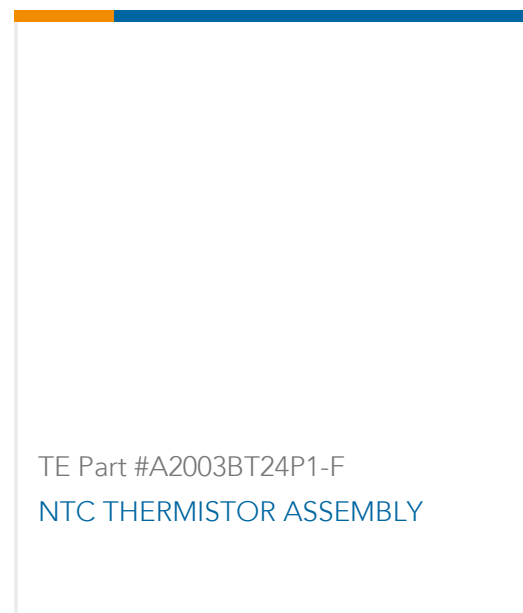 TE Part #A2003BT24P1-F
NTC THERMISTOR ASSEMBLY